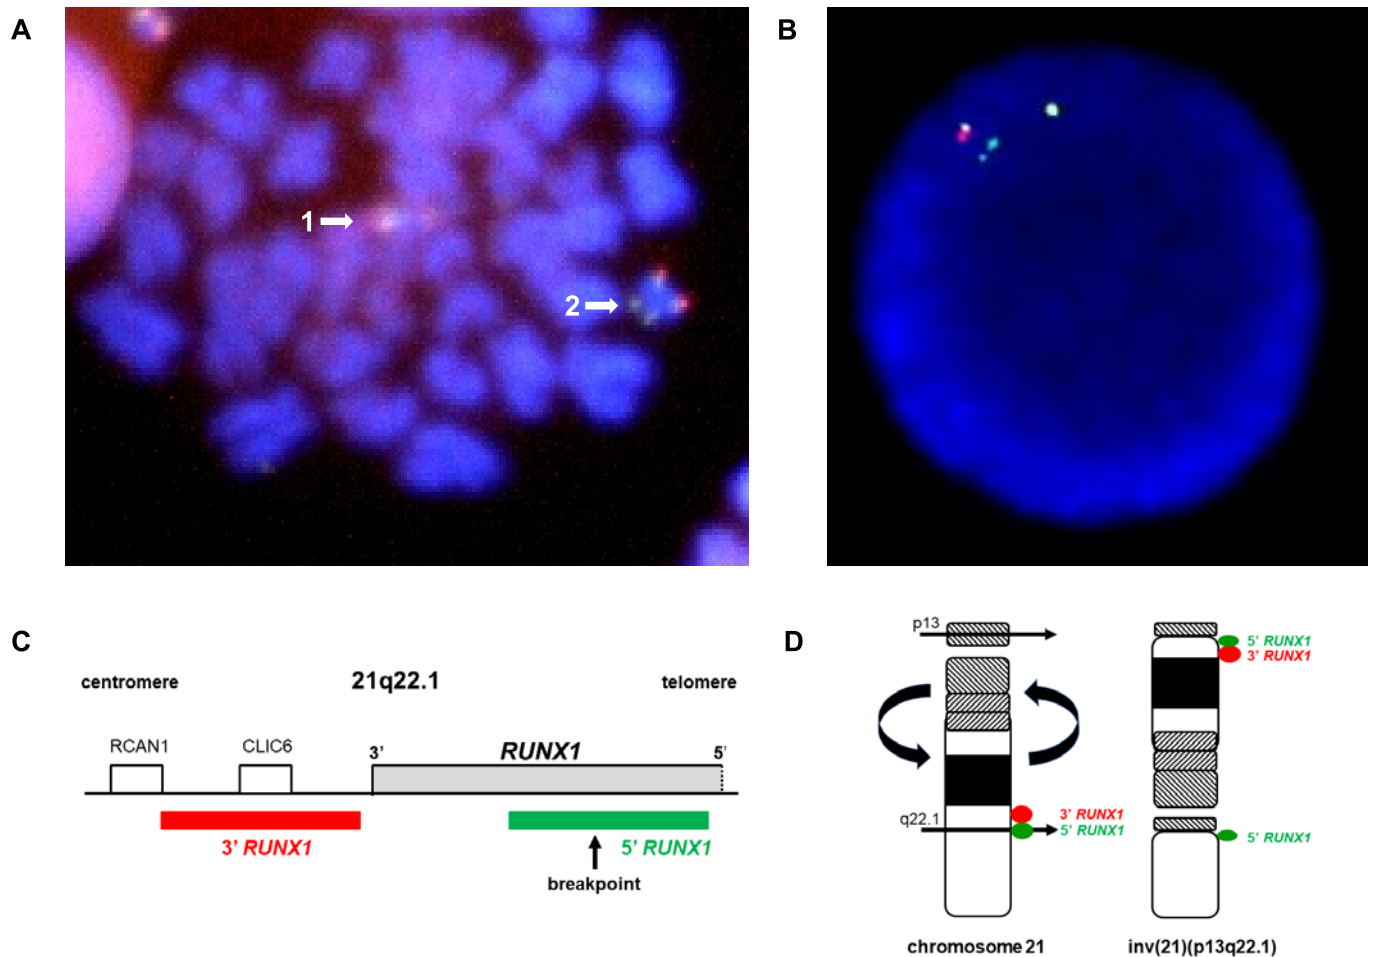 A
B
1
2
C
21q22.1
centromere
telomere
RCAN1
CLIC6
3’
RUNX1
5’
3’ RUNX1
5’ RUNX1
breakpoint
D
p13
q22.1
3’ RUNX1
5’ RUNX1
chromosome 21
5’ RUNX1
3’ RUNX1
5’ RUNX1
inv(21)(p13q22.1)